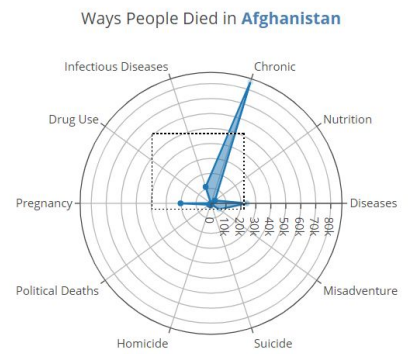 Ways People Died in Afghanistan
Infectious Diseases
Chronic
Drug Use
Nutrition
Pregnancy
Diseases
0
10k
20k
30k
40k
50k
60k
70k
80k
Political Deaths
Misadventure
Homicide
Suicide